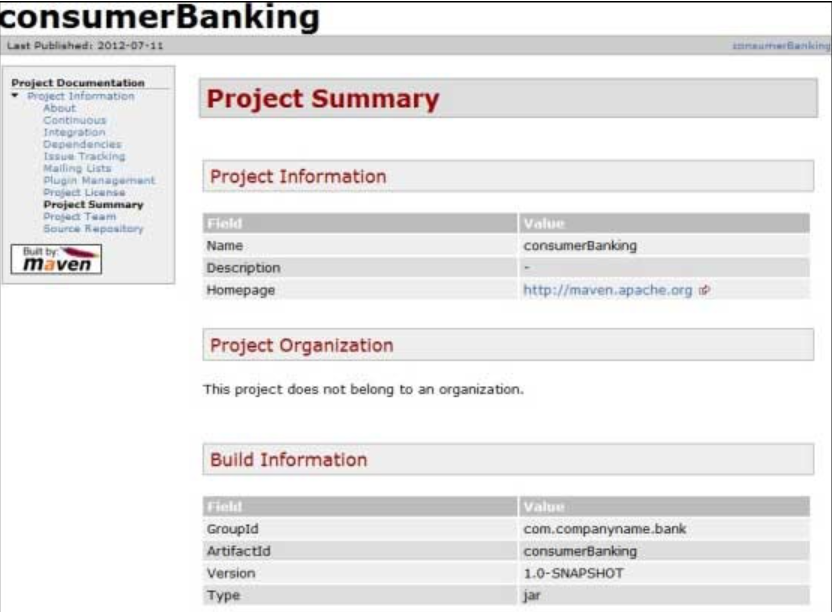 consumerBanking
Last Published: 2012-07-11
consumerBanking
Project Documentation
Project Information
About
Continuous
Integration
Dependencies
Issue Tracking
Mailing Lists
Plugin Management
Project License
Project Summary
Project Team
Source Repository
Built by:
maven
Project Summary
Project Information
Field Value
Name consumerBanking
Description -
Homepage http://maven.apache.org
Project Organization
This project does not belong to an organization.
Build Information
Field Value
GroupId com.companyname.bank
ArtifactId consumerBanking
Version 1.0-SNAPSHOT
Type jar